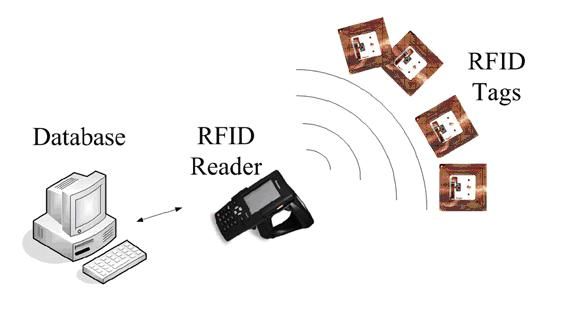 Database
RFID
Reader
RFID
Tags